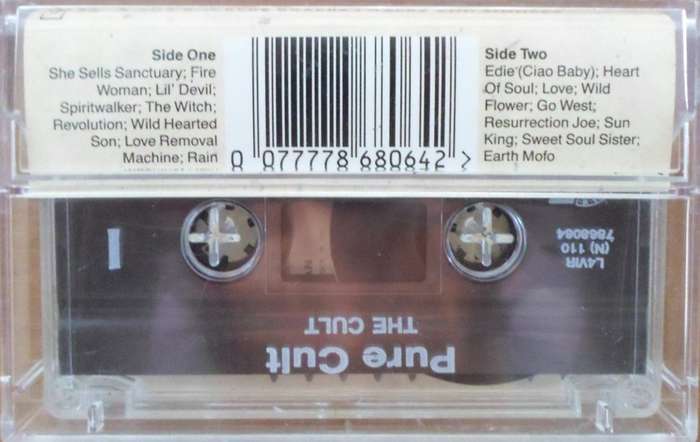 Side One
She Sells Sanctuary; Fire
Woman; Lil' Devil;
Spiritwalker; The Witch;
Revolution; Wild Hearted
Son; Love Removal
Machine; Rain
0 077778 680642 >
Side Two
Edie (Ciao Baby); Heart
Of Soul; Love; Wild
Flower; Go West;
Resurrection Joe; Sun
King; Sweet Soul Sister;
Earth Mofo
Pure Cult
THE CULT
L4VIR
(N) 110
7868064
I